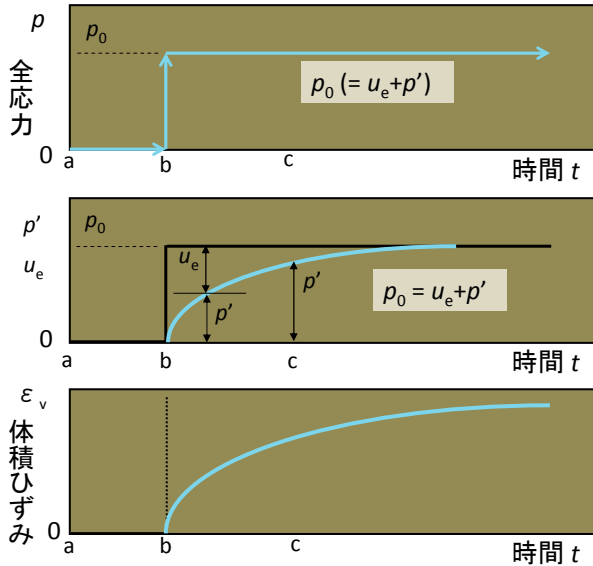 p
p₀
全応力
p₀ (= uₑ+p’)
0
a b c 時間 t
p’
p₀
uₑ
uₑ
p’
p’
p₀ = uₑ+p’
0
a b c 時間 t
εᵥ
体積ひずみ
0
a b c 時間 t